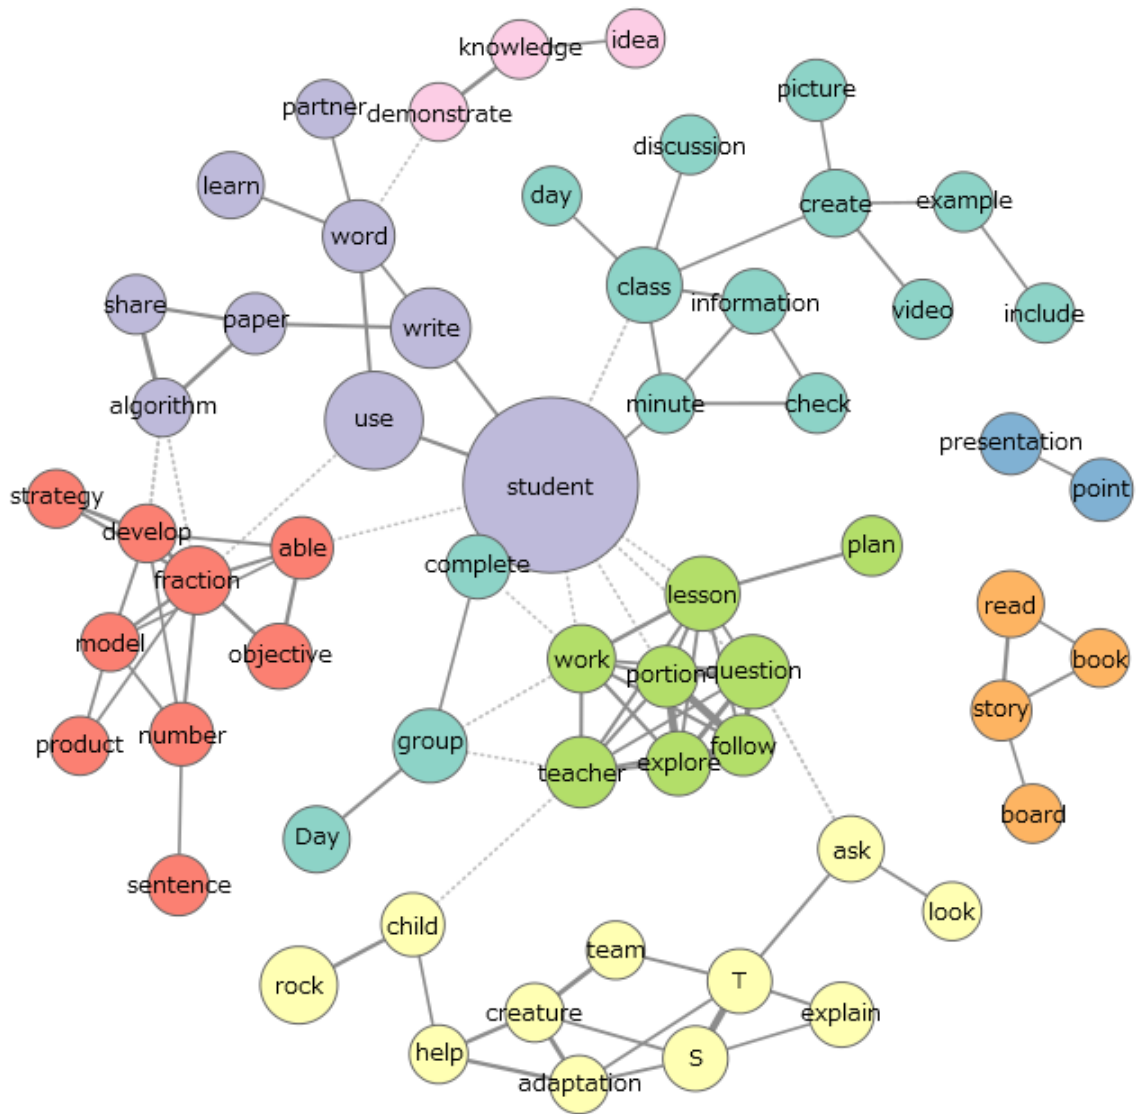 idea
knowledge
picture
partner
demonstrate
discussion
learn
day
example
create
word
class
information
share
paper
write
video
include
algorithm
use
minute
check
presentation
student
point
strategy
develop
able
plan
fraction
complete
lesson
read
model
objective
work
portion
question
book
story
product
number
group
follow
teacher
explore
board
Day
ask
sentence
look
child
team
T
rock
creature
explain
help
S
adaptation